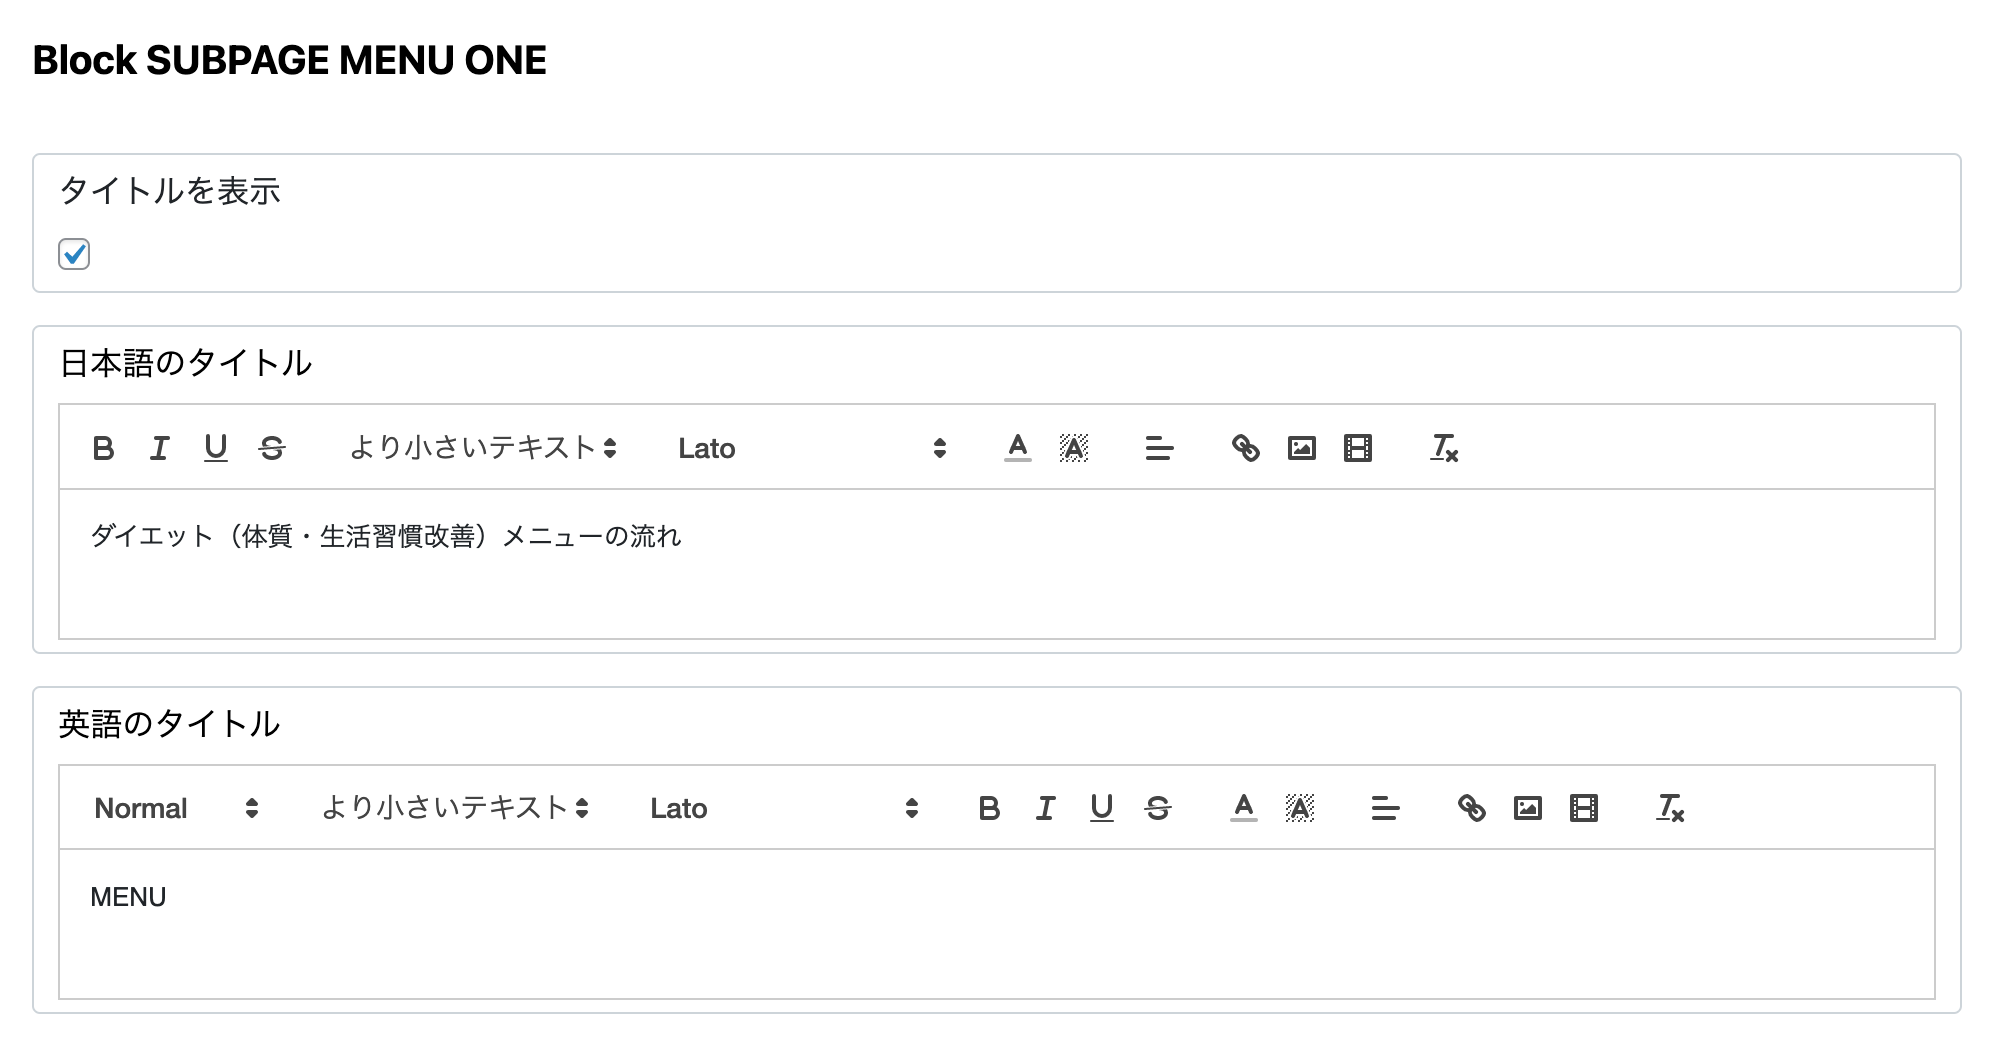 Block SUBPAGE MENU ONE
タイトルを表示
日本語のタイトル
B I U S より小さいテキスト Lato A A
ダイエット（体質・生活習慣改善）メニューの流れ
英語のタイトル
Normal より小さいテキスト Lato B I U S A A
MENU